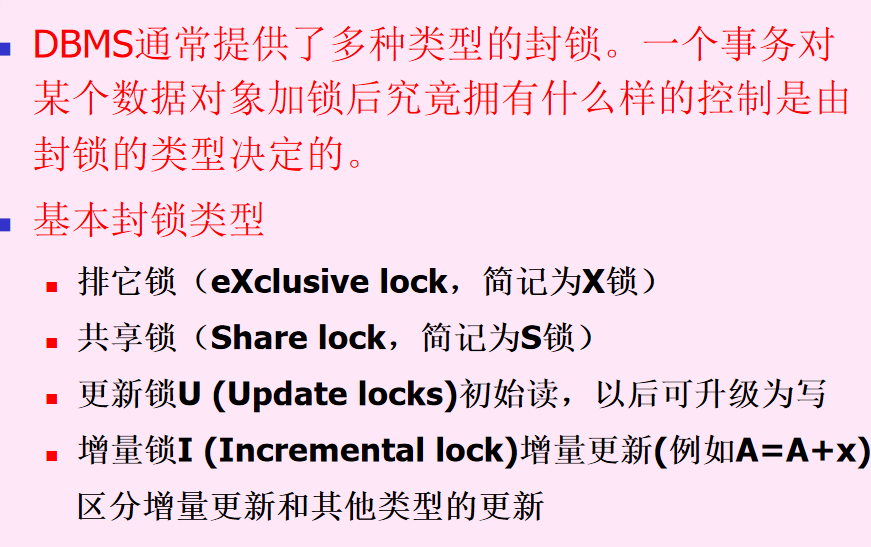 DBMS通常提供了多种类型的封锁。一个事务对
某个数据对象加锁后究竟拥有什么样的控制是由
封锁的类型决定的。
基本封锁类型
排它锁（eXclusive lock，简记为X锁）
共享锁（Share lock，简记为S锁）
更新锁U (Update locks)初始读，以后可升级为写
增量锁I (Incremental lock)增量更新(例如A=A+x)
区分增量更新和其他类型的更新